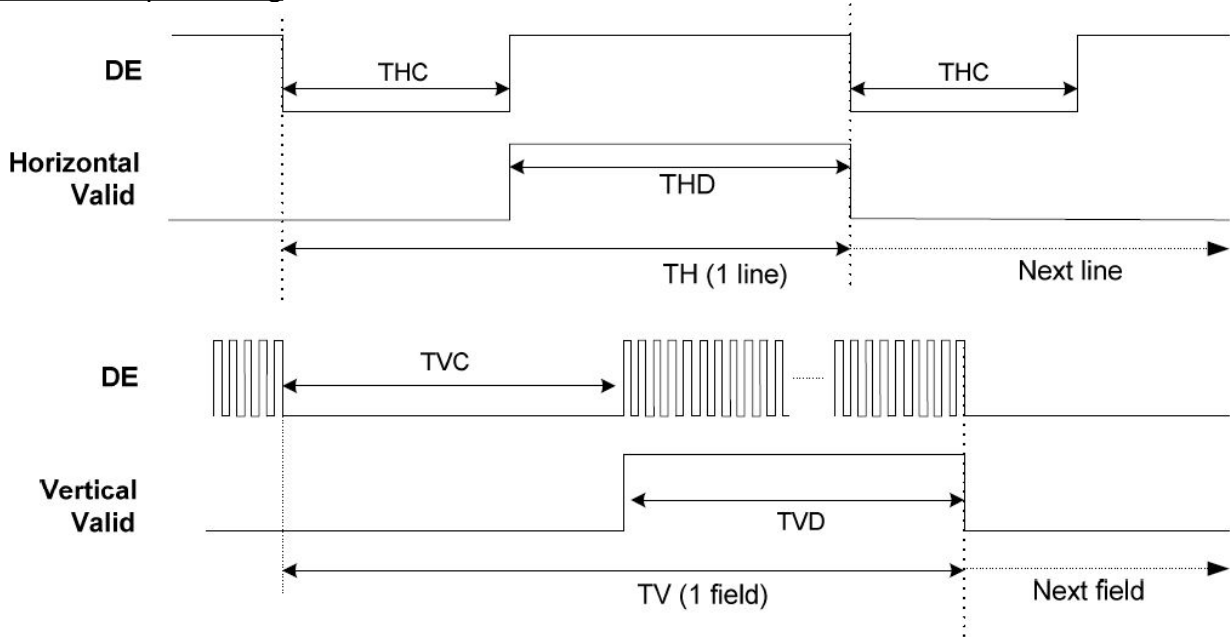 DE
THC
THC
Horizontal
Valid
THD
TH (1 line)
Next line
DE
TVC
Vertical
Valid
TVD
TV (1 field)
Next field